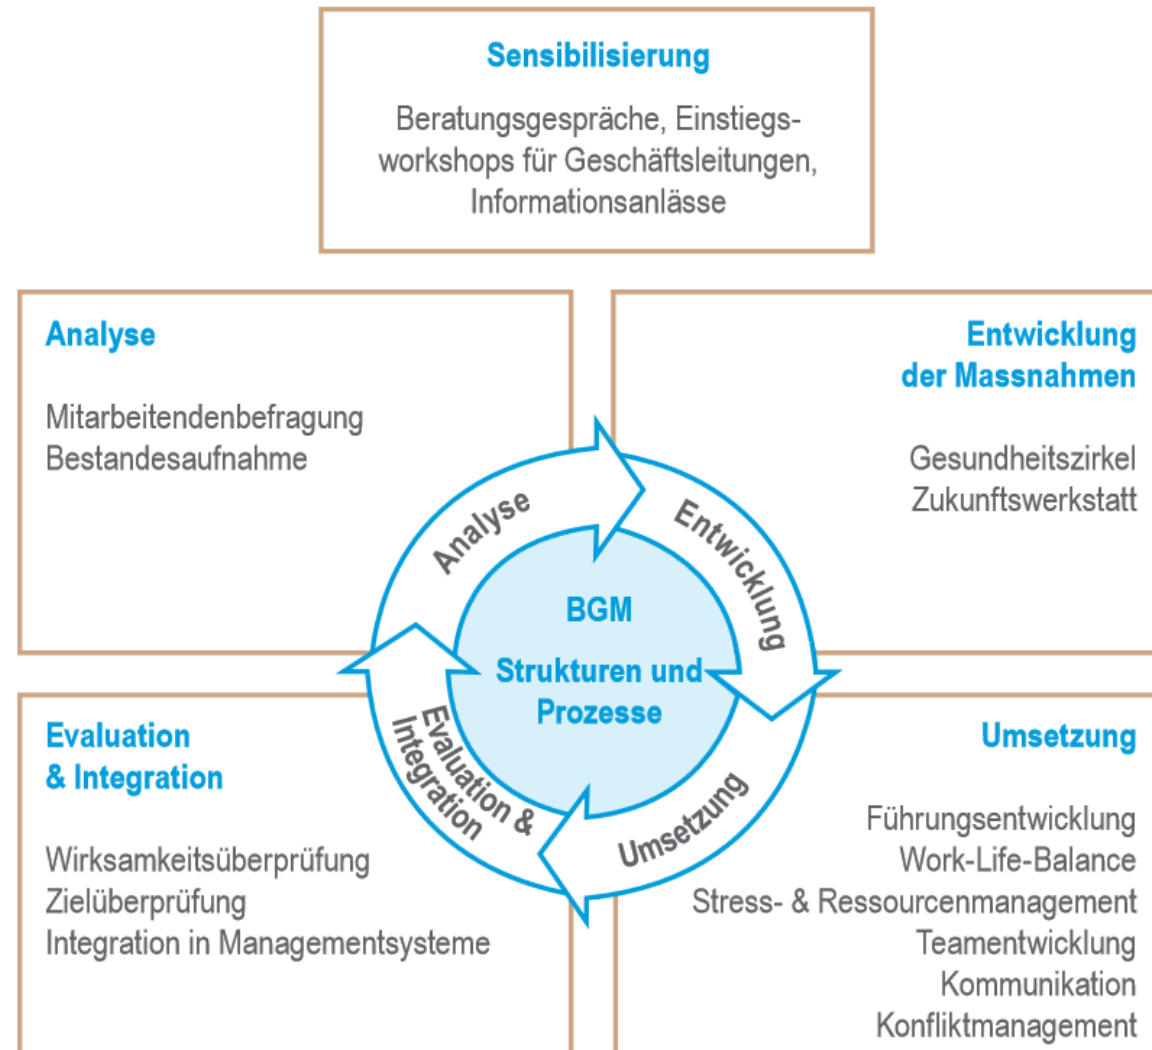 Sensibilisierung
Beratungsgespräche, Einstiegs-
workshops für Geschäftsleitungen,
Informationsanlässe
Analyse
Mitarbeitendenbefragung
Bestandesaufnahme
Entwicklung
der Massnahmen
Gesundheitszirkel
Zukunftswerkstatt
Analyse
Entwicklung
Umsetzung
Evaluation &
Integration
BGM
Strukturen und
Prozesse
Evaluation
& Integration
Wirksamkeitsüberprüfung
Zielüberprüfung
Integration in Managementsysteme
Umsetzung
Führungsentwicklung
Work-Life-Balance
Stress- & Ressourcenmanagement
Teamentwicklung
Kommunikation
Konfliktmanagement